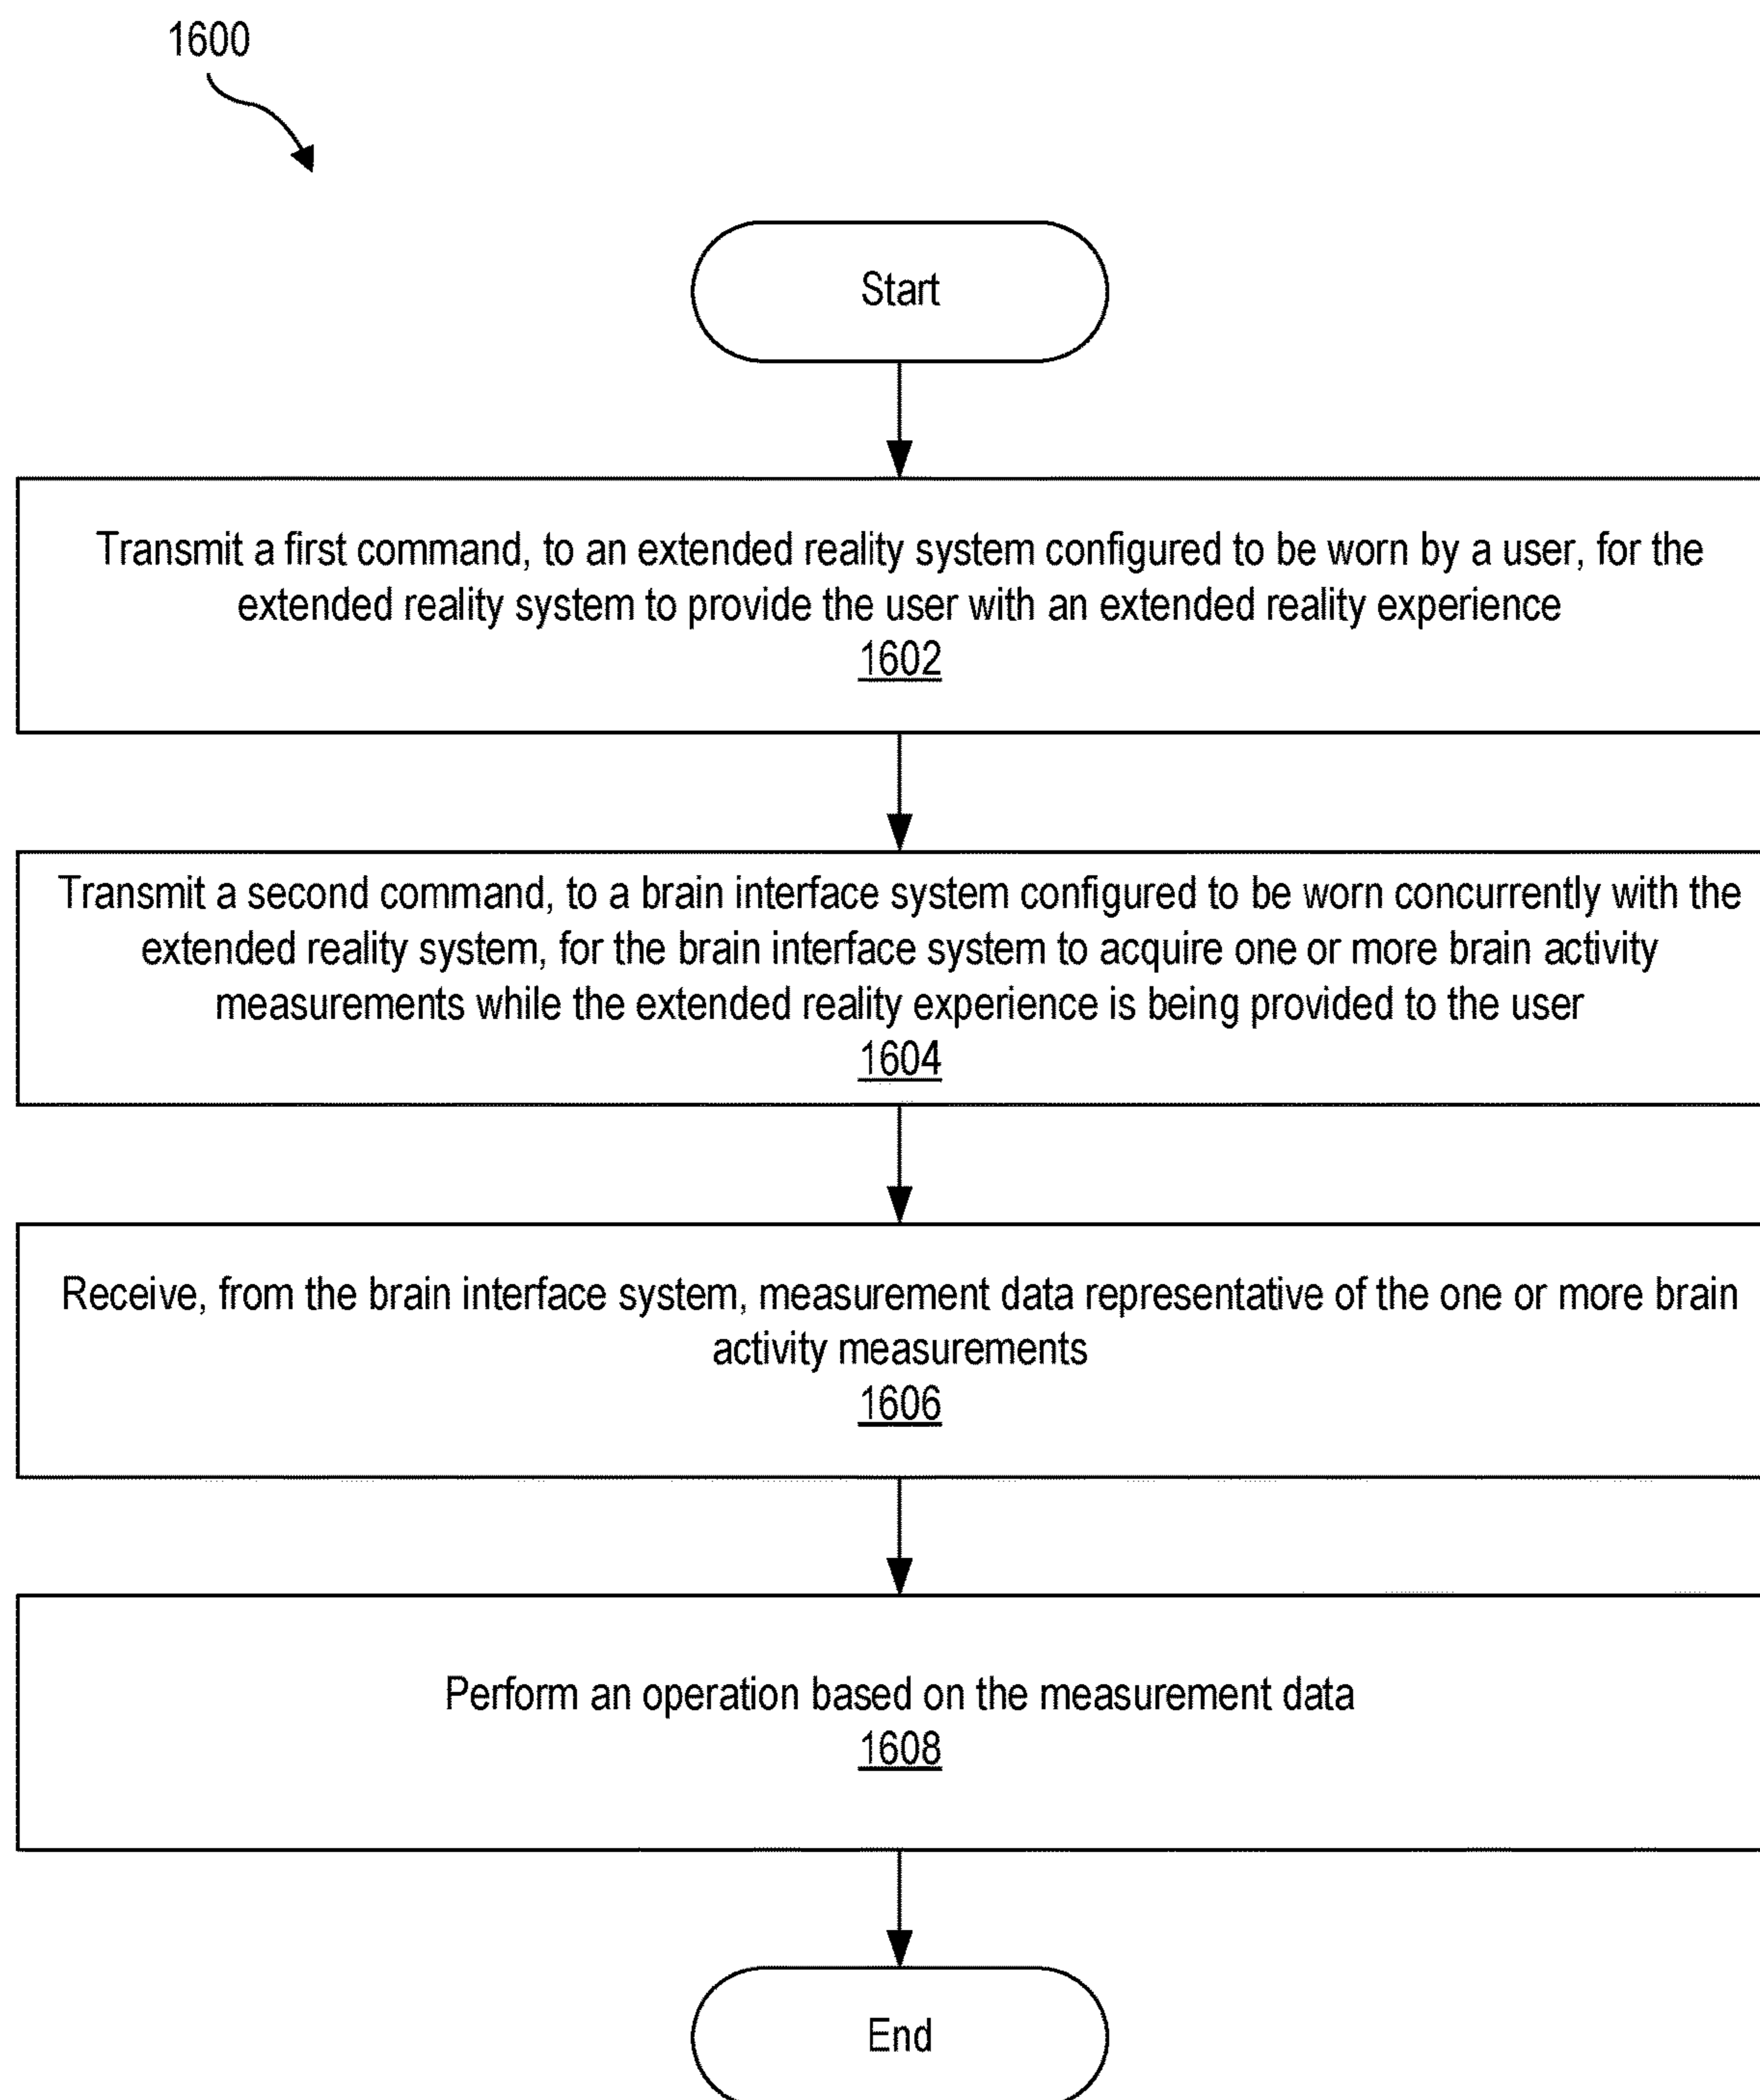 1600
Start
Transmit a first command, to an extended reality system configured to be worn by a user, for the
extended reality system to provide the user with an extended reality experience
1602
Transmit a second command, to a brain interface system configured to be worn concurrently with the
extended reality system, for the brain interface system to acquire one or more brain activity
measurements while the extended reality experience is being provided to the user
1604
Receive, from the brain interface system, measurement data representative of the one or more brain
activity measurements
1606
Perform an operation based on the measurement data
1608
End